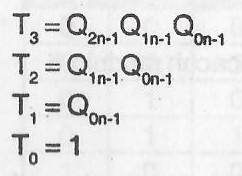 T3 = Q2n-1 Q1n-1 Q0n-1
T2 = Q1n-1 Q0n-1
T1 = Q0n-1
T0 = 1